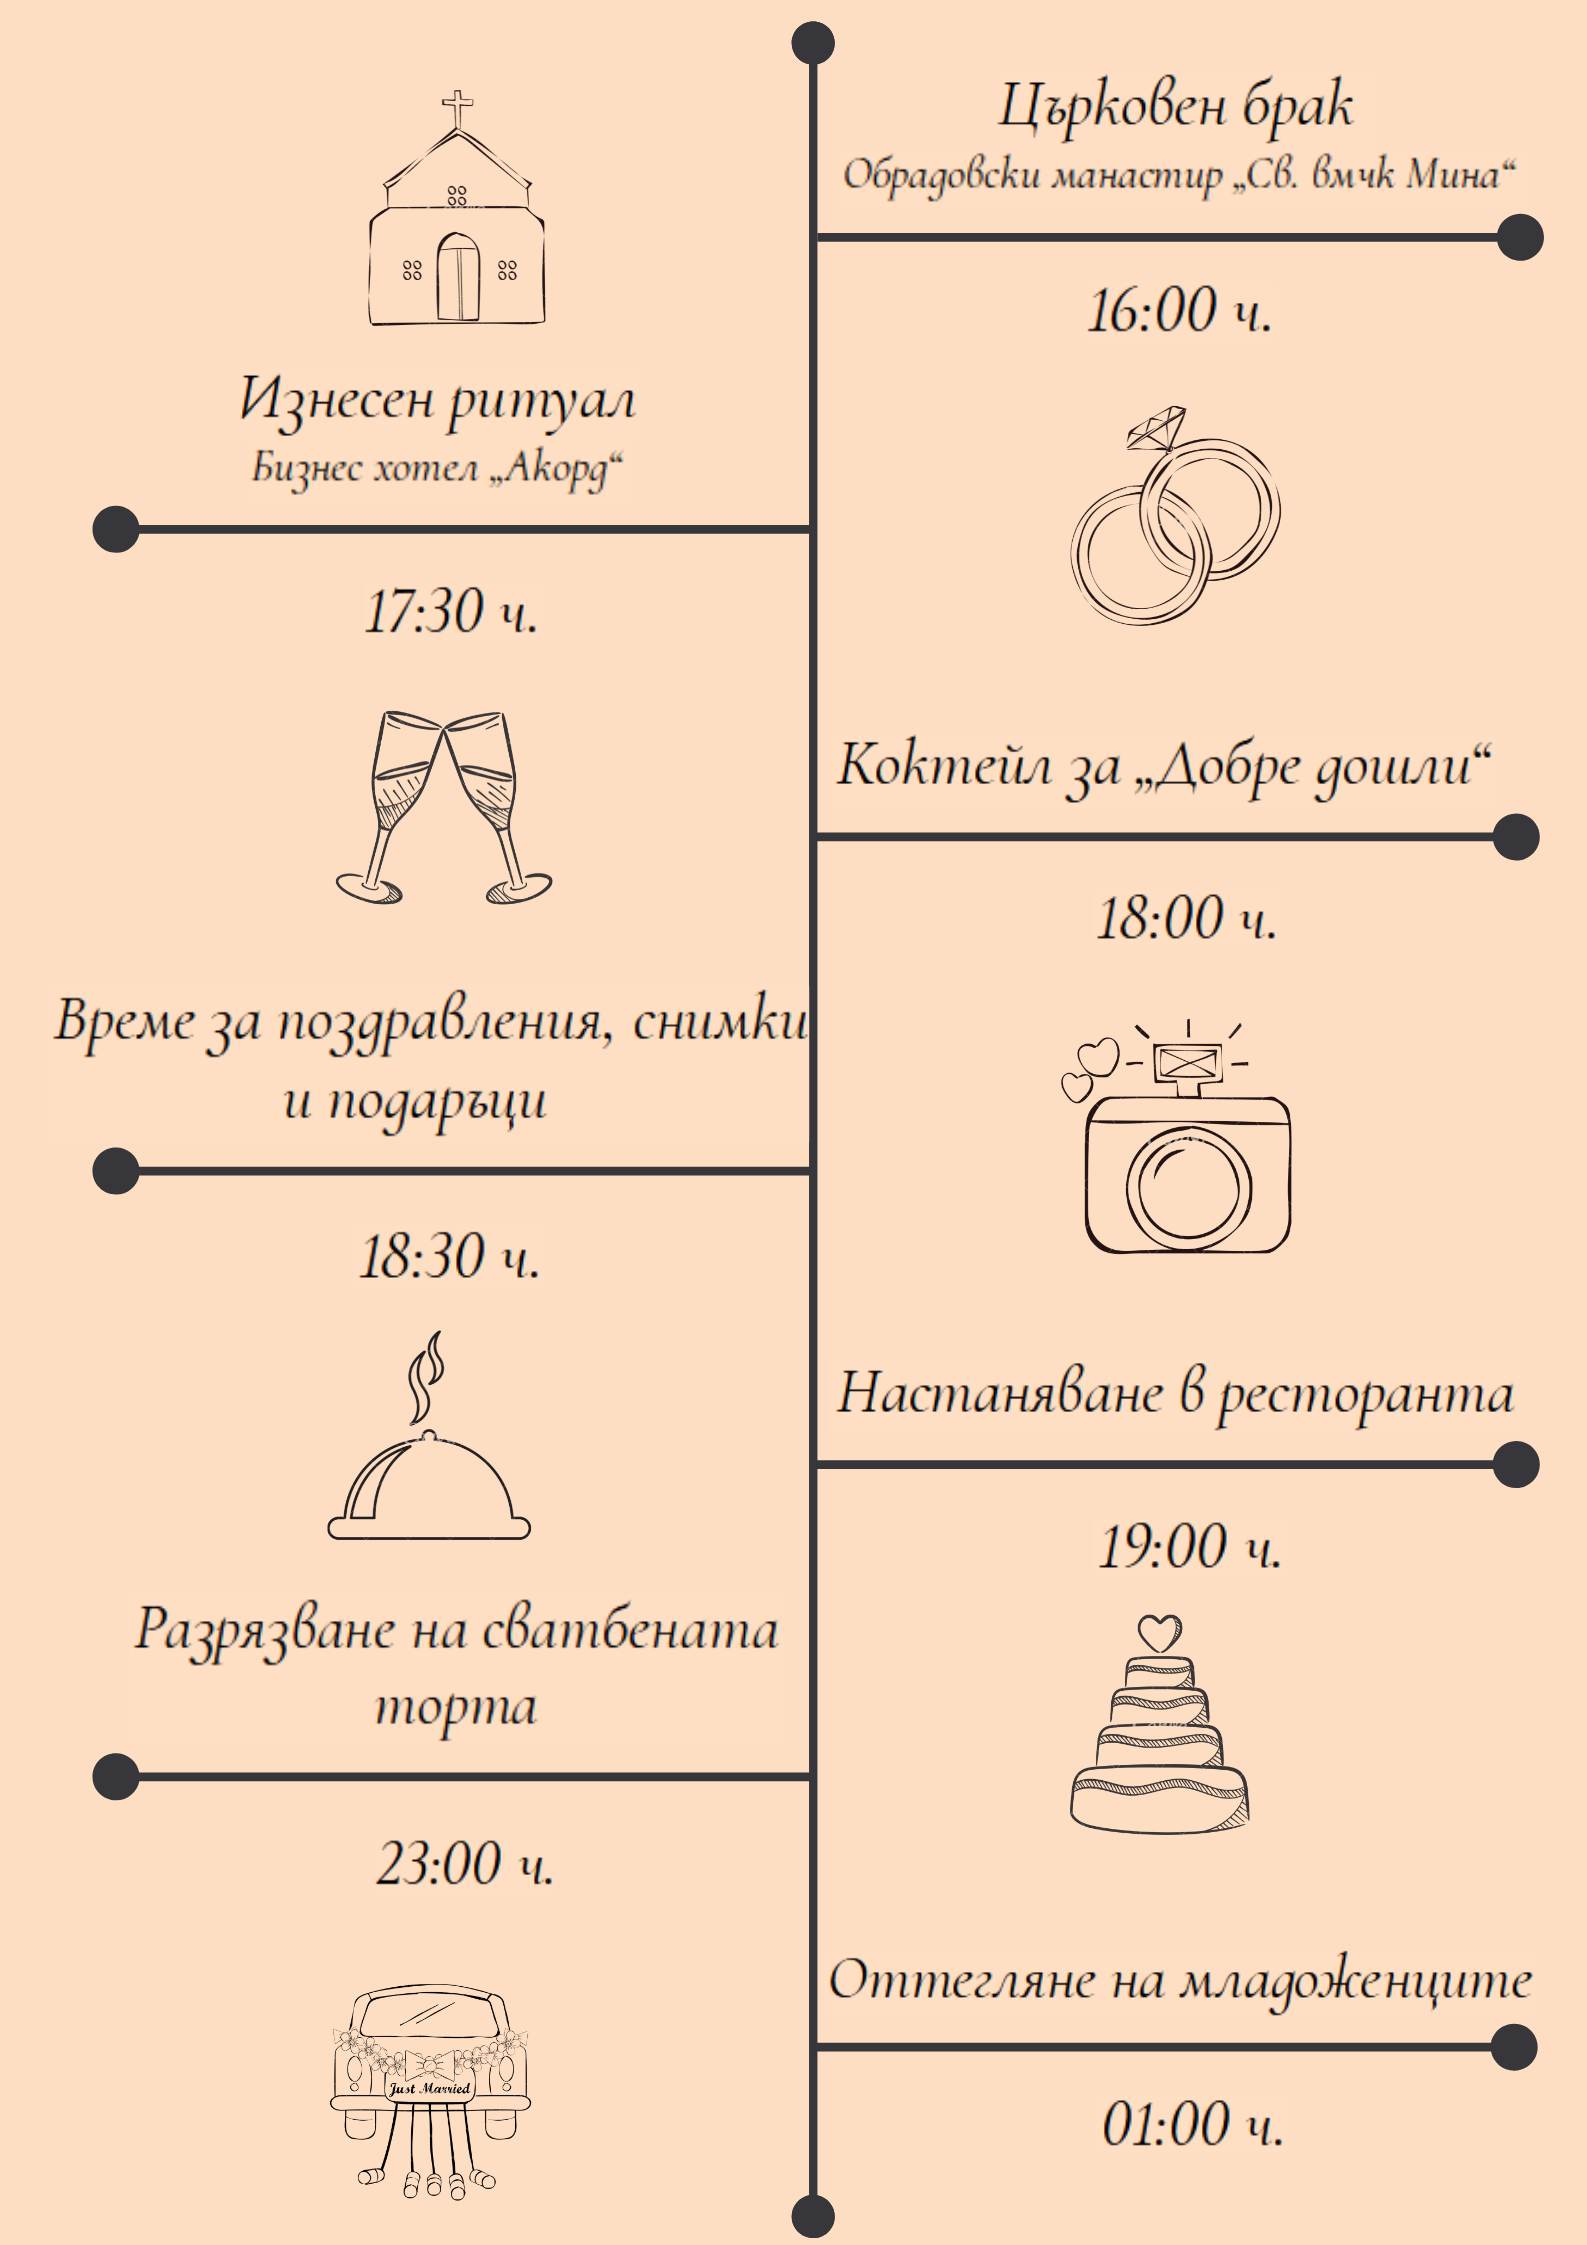 Църковен брак
Обрадовски манастир „Св. вмчк Мина“
16:00 ч.
Изнесен ритуал
Бизнес хотел „Акорд“
17:30 ч.
Коктейл за „Добре дошли“
18:00 ч.
Време за поздравления, снимки
и подаръци
18:30 ч.
Настаняване в ресторанта
19:00 ч.
Разрязване на сватбената
торта
23:00 ч.
Оттегляне на младоженците
01:00 ч.
Just Married